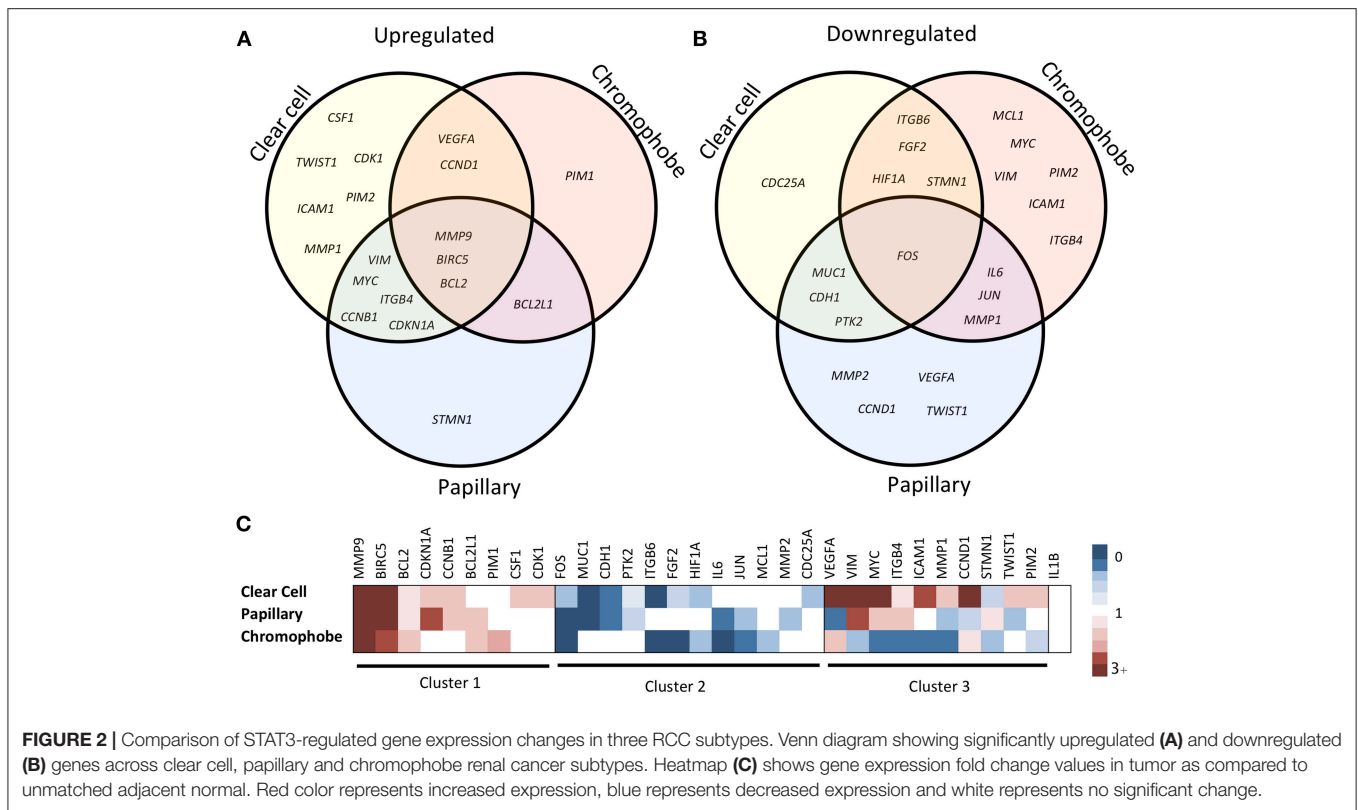 A
Upregulated
Clear cell
Chromophobe
CSF1
TWIST1
CDK1
PIM2
ICAM1
MMP1
VEGFA
CCND1
PIM1
MMP9
BIRC5
BCL2
VIM
MYC
ITGB4
CCNB1
CDKN1A
BCL2L1
STMN1
Papillary
B
Downregulated
Clear cell
Chromophobe
CDC25A
ITGB6
FGF2
HIF1A
STMN1
MCL1
MYC
VIM
PIM2
ICAM1
ITGB4
FOS
MUC1
CDH1
PTK2
IL6
JUN
MMP1
MMP2
VEGFA
CCND1
TWIST1
Papillary
C
MMP9
BIRC5
BCL2
CDKN1A
CCNB1
BCL2L1
PIM1
CSF1
CDK1
FOS
MUC1
CDH1
PTK2
ITGB6
FGF2
HIF1A
IL6
JUN
MCL1
MMP2
CDC25A
VEGFA
VIM
MYC
ITGB4
ICAM1
MMP1
CCND1
STMN1
TWIST1
PIM2
IL1B
Clear Cell
Papillary
Chromophobe
0
1
3+
Cluster 1
Cluster 2
Cluster 3
FIGURE 2 | Comparison of STAT3-regulated gene expression changes in three RCC subtypes. Venn diagram showing significantly upregulated (A) and downregulated
(B) genes across clear cell, papillary and chromophobe renal cancer subtypes. Heatmap (C) shows gene expression fold change values in tumor as compared to
unmatched adjacent normal. Red color represents increased expression, blue represents decreased expression and white represents no significant change.